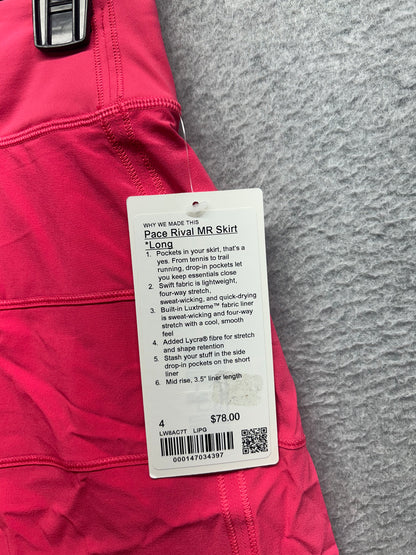 WHY WE MADE THIS
Pace Rival MR Skirt
*Long
1. Pockets in your skirt, that's a
yes. From tennis to trail
running, drop-in pockets let
you keep essentials close
2. Swift fabric is lightweight,
four-way stretch,
sweat-wicking, and quick-drying
3. Built-in Luxtreme™ fabric liner
is sweat-wicking and four-way
stretch with a cool, smooth
feel
4. Added Lycra® fibre for stretch
and shape retention
5. Stash your stuff in the side
drop-in pockets on the short
liner
6. Mid rise, 3.5" liner length
4 $78.00
LW8AC7T LIPG
000147034397